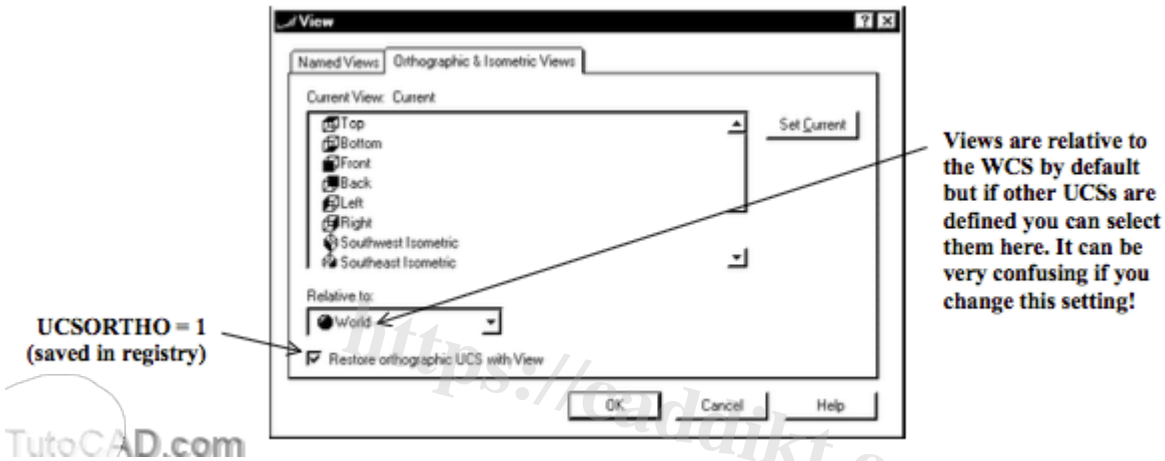 View
Named Views
Orthographic & Isometric Views
Current View: Current
Top
Bottom
Front
Back
Left
Right
Southwest Isometric
Southeast Isometric
Set Current
Relative to:
World
Restore orthographic UCS with View
OK
Cancel
Help
Views are relative to
the WCS by default
but if other UCSs are
defined you can select
them here. It can be
very confusing if you
change this setting!
UCSORTHO = 1
(saved in registry)
TutoCAD.com
https://caddikt.